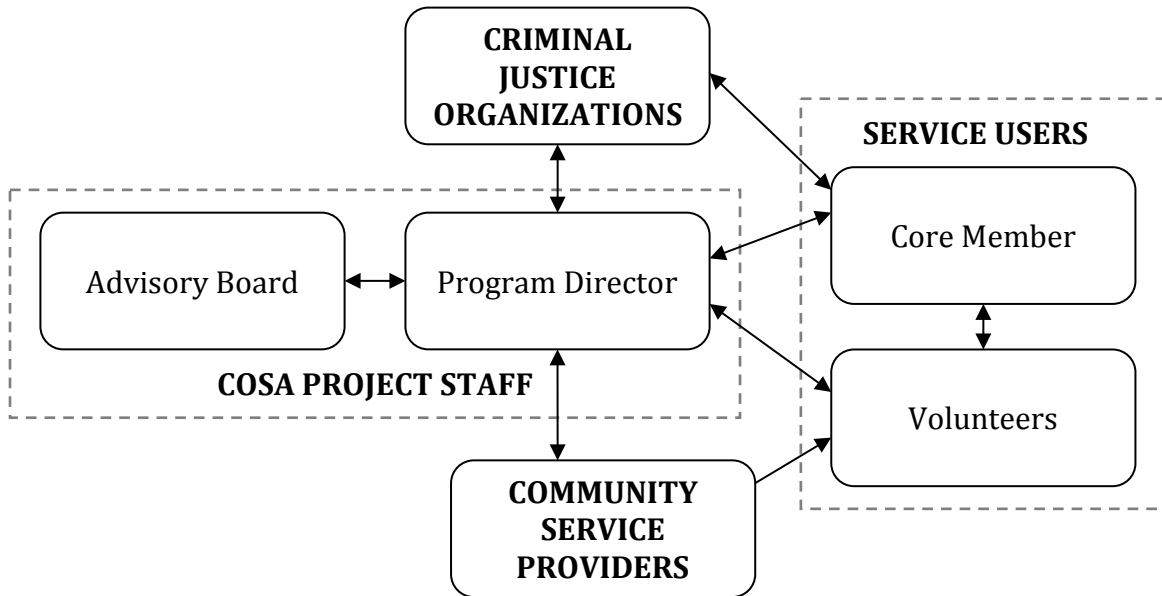 CRIMINAL
JUSTICE
ORGANIZATIONS
SERVICE USERS
Advisory Board
Program Director
Core Member
COSA PROJECT STAFF
Volunteers
COMMUNITY
SERVICE
PROVIDERS